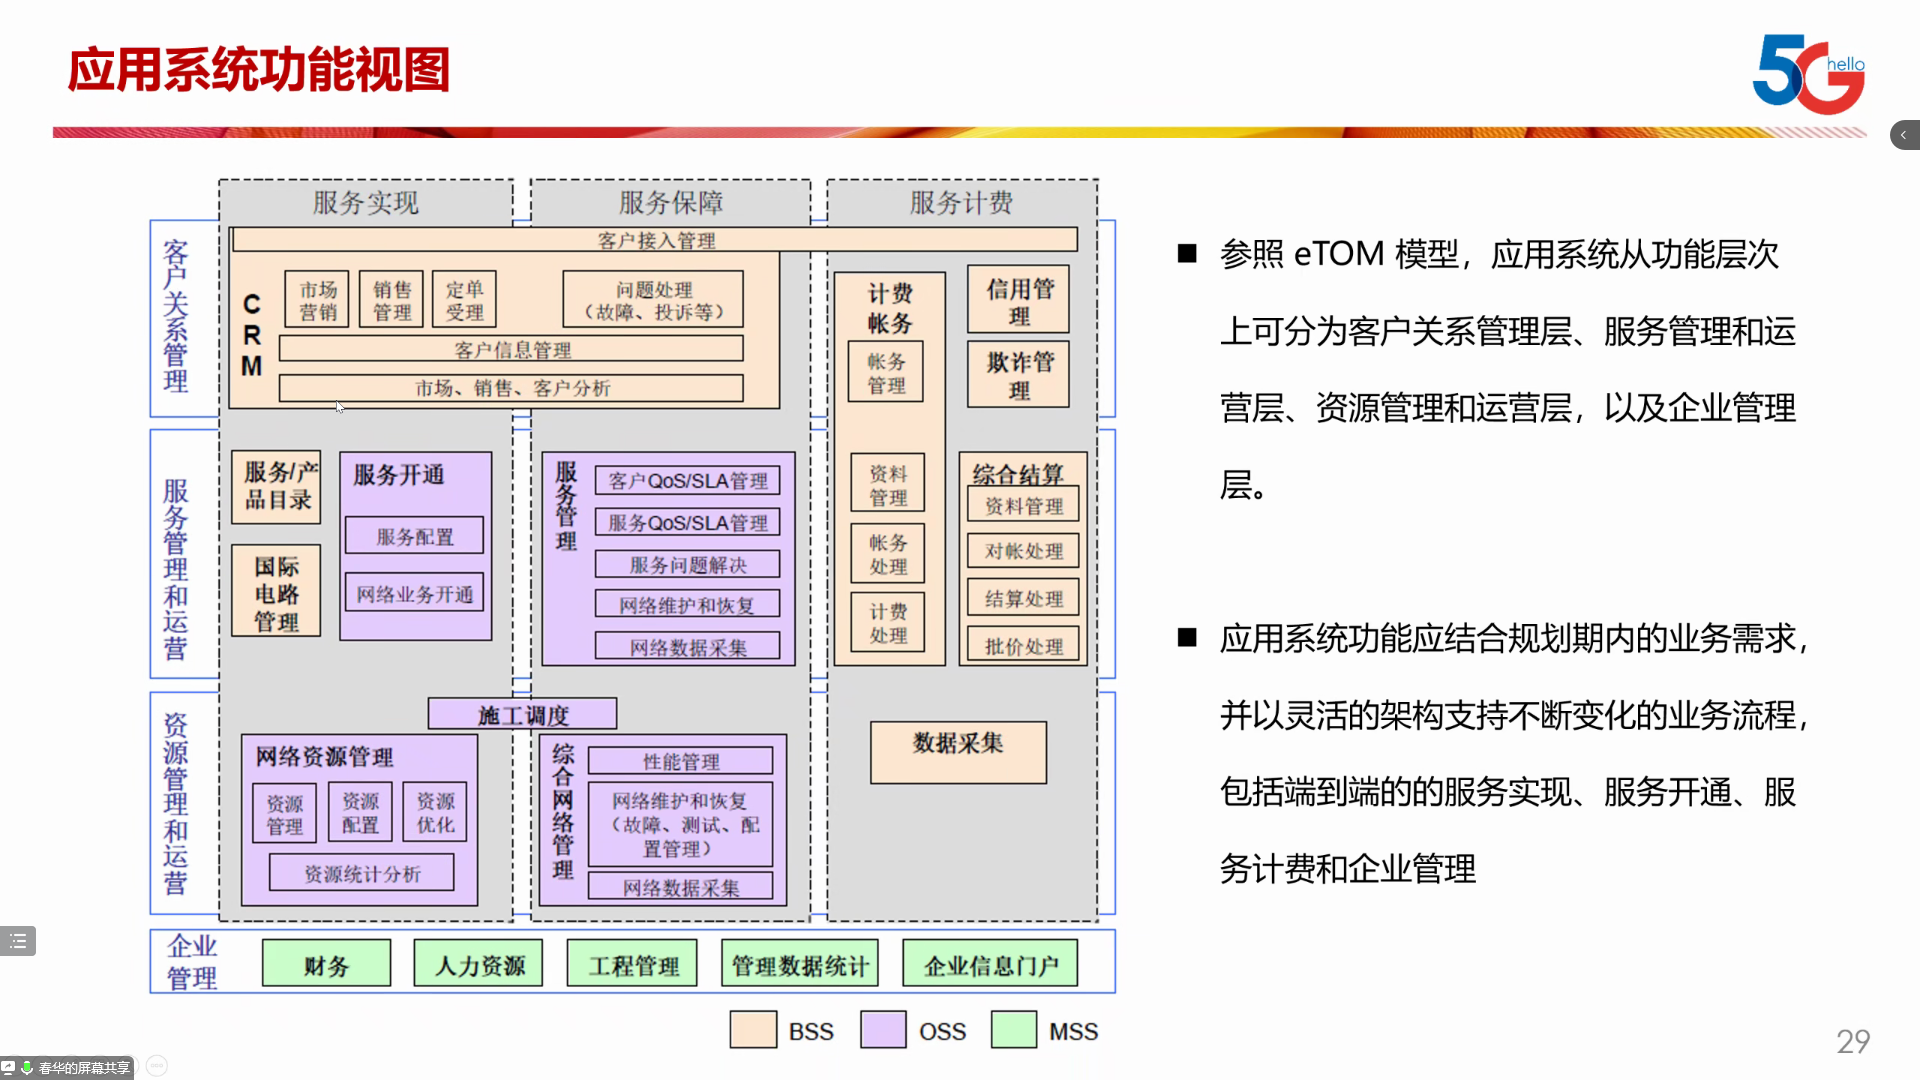 应用系统功能视图
5G hello
服务实现
服务保障
服务计费
客户关系管理
客户接入管理
CRM
市场
营销
销售
管理
定单
受理
问题处理
（故障、投诉等）
客户信息管理
市场、销售、客户分析
计费
帐务
帐务
管理
信用管
理
欺诈管
理
服务管理和运营
服务/产
品目录
国际
电路
管理
服务开通
服务配置
网络业务开通
服务管理
客户QoS/SLA管理
服务QoS/SLA管理
服务问题解决
网络维护和恢复
网络数据采集
资料
管理
帐务
处理
计费
处理
综合结算
资料管理
对帐处理
结算处理
批价处理
资源管理和运营
施工调度
网络资源管理
资源
管理
资源
配置
资源
优化
资源统计分析
综合网络管理
性能管理
网络维护和恢复
（故障、测试、配
置管理）
网络数据采集
数据采集
企业
管理
财务
人力资源
工程管理
管理数据统计
企业信息门户
BSS
OSS
MSS
■ 参照 eTOM 模型，应用系统从功能层次
上可分为客户关系管理层、服务管理和运
营层、资源管理和运营层，以及企业管理
层。
■ 应用系统功能应结合规划期内的业务需求，
并以灵活的架构支持不断变化的业务流程，
包括端到端的的服务实现、服务开通、服
务计费和企业管理
29
春华的屏幕共享